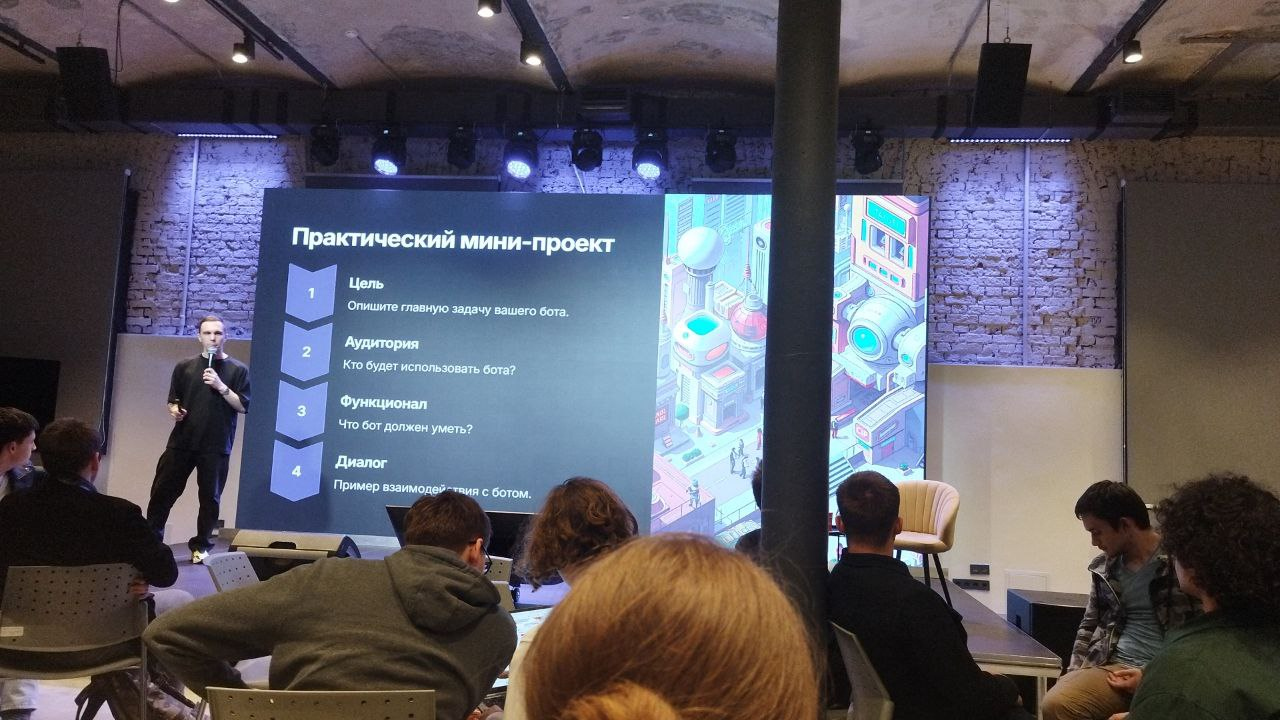 Практический мини-проект
1
Цель
Опишите главную задачу вашего бота.
2
Аудитория
Кто будет использовать бота?
3
Функционал
Что бот должен уметь?
4
Диалог
Пример взаимодействия с ботом.